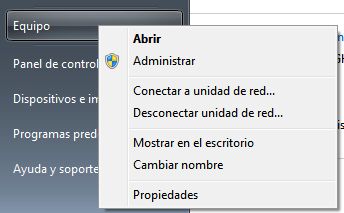 Equipo
Abrir
Administrar
Panel de control
Conectar a unidad de red...
Desconectar unidad de red...
Dispositivos e im
Programas pred
Mostrar en el escritorio
Cambiar nombre
Ayuda y soporte
Propiedades